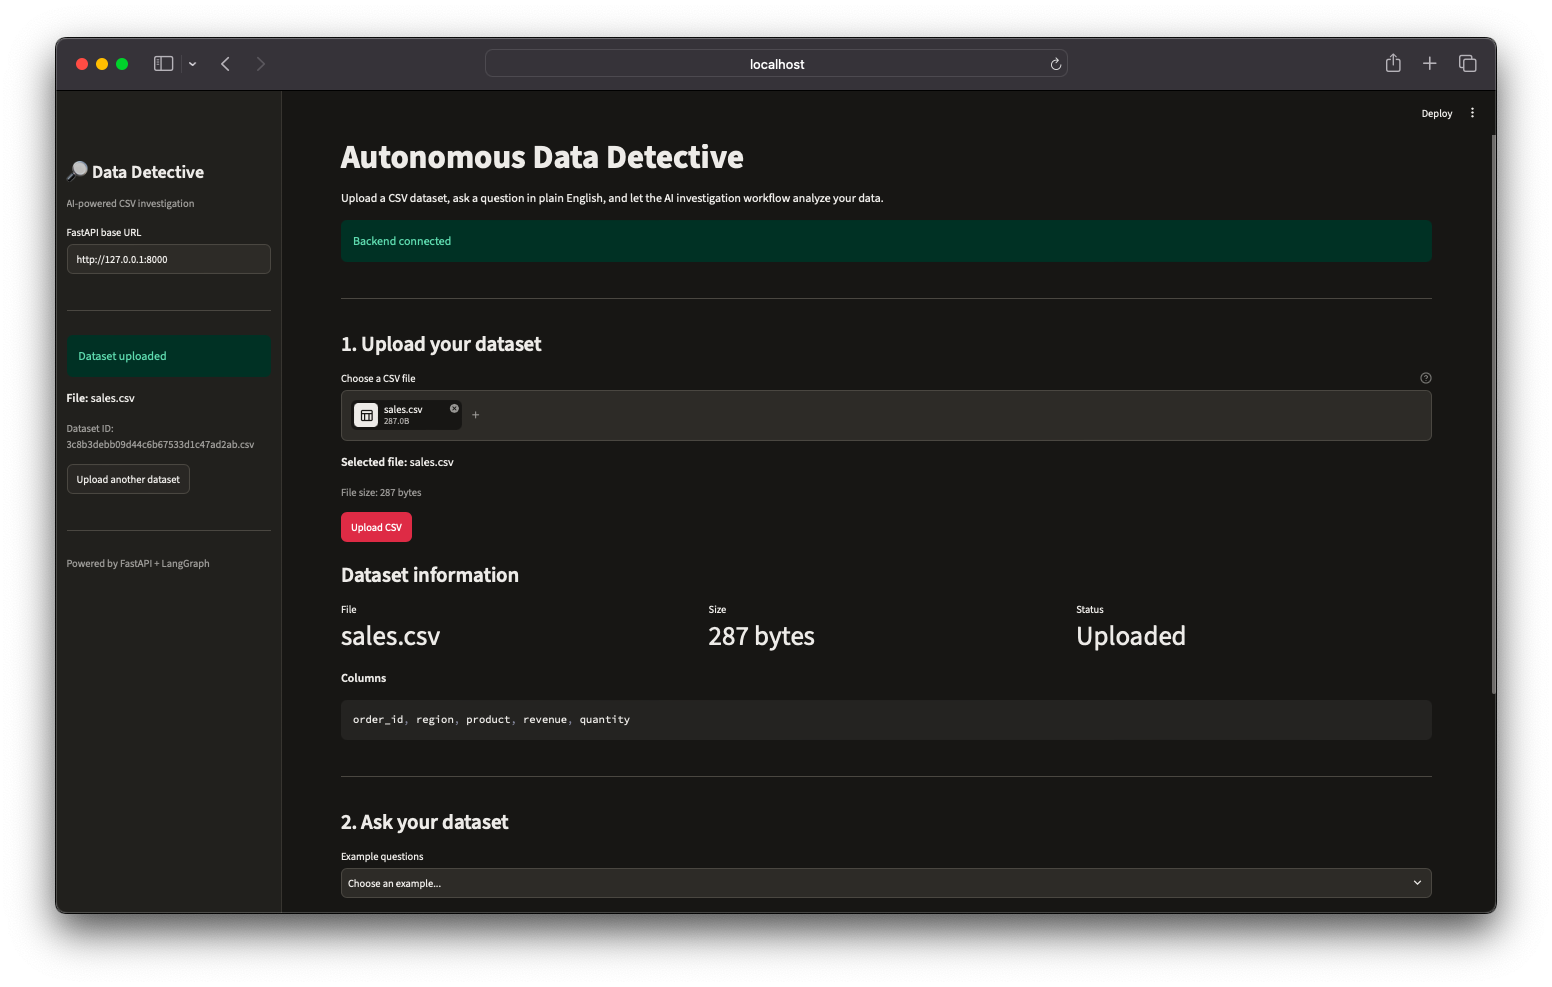 localhost
Deploy
Data Detective
AI-powered CSV investigation
FastAPI base URL
http://127.0.0.1:8000
Dataset uploaded
File: sales.csv
Dataset ID:
3c8b3debb09d44c6b67533d1c47ad2ab.csv
Upload another dataset
Powered by FastAPI + LangGraph
Autonomous Data Detective
Upload a CSV dataset, ask a question in plain English, and let the AI investigation workflow analyze your data.
Backend connected
1. Upload your dataset
Choose a CSV file
sales.csv
287.0B
Selected file: sales.csv
File size: 287 bytes
Upload CSV
Dataset information
File Size Status
sales.csv 287 bytes Uploaded
Columns
order_id, region, product, revenue, quantity
2. Ask your dataset
Example questions
Choose an example...